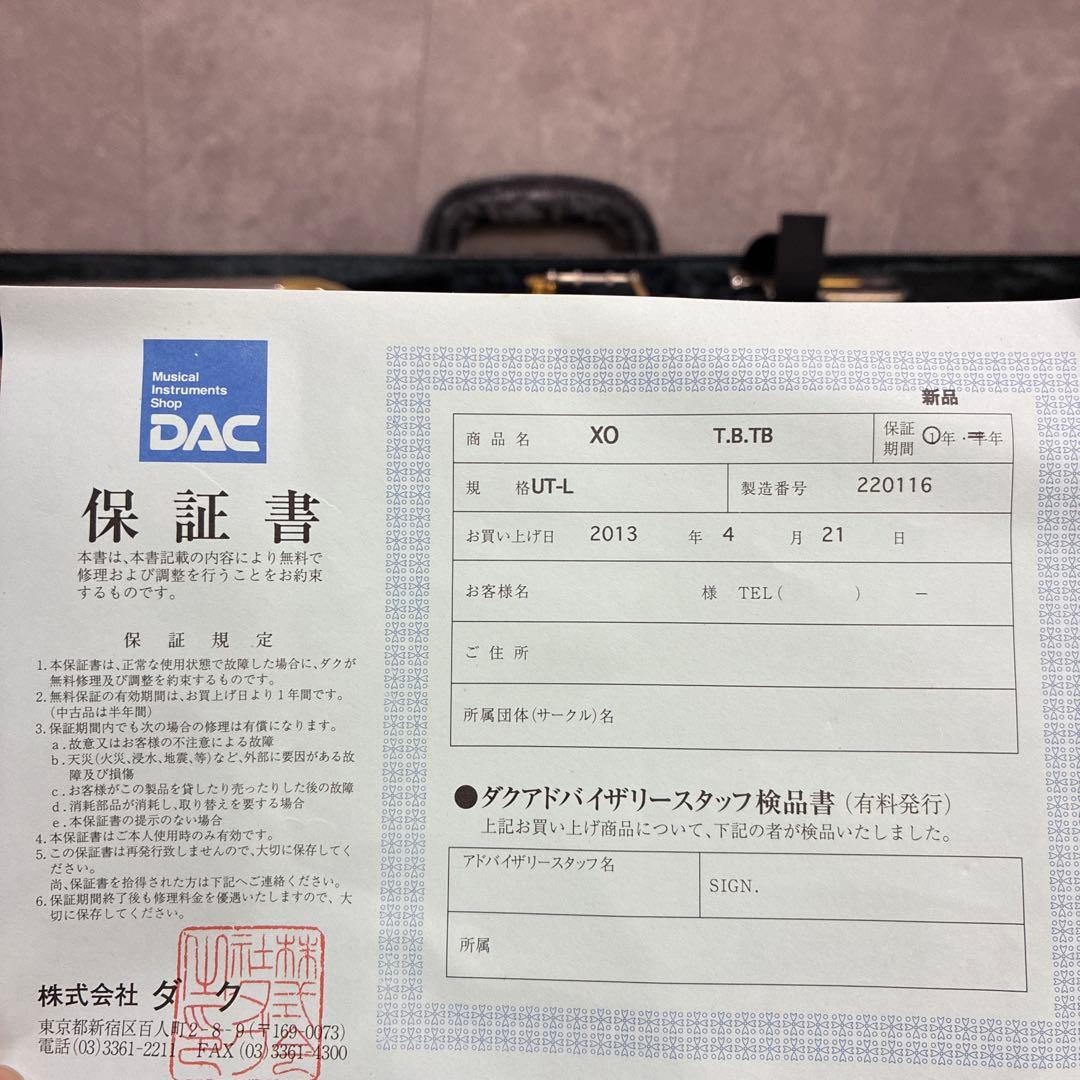 Musical
Instruments
Shop
DAC
保証書
本書は、本書記載の内容により無料で
修理および調整を行うことをお約束
するものです。
保証規定
1.本保証書は、正常な使用状態で故障した場合に、ダクが
無料修理及び調整を約束するものです。
2.無料保証の有効期間は、お買上げ日より1年間です。
(中古品は半年間)
3.保証期間内でも次の場合の修理は有償になります。
a.故意又はお客様の不注意による故障
b.天災(火災、浸水、地震、等)など、外部に要因がある故
障及び損傷
c.お客様がこの製品を貸したり売ったりした後の故障
d.消耗部品が消耗し、取り替えを要する場合
e.本保証書の提示のない場合
4.本保証書はご本人使用時のみ有効です。
5.この保証書は再発行致しませんので、大切に保存してく
ださい。
尚、保証書を拾得された方は下記へご連絡ください。
6.保証期間終了後も修理料金を優遇いたしますので、大
切に保存してください。
株式会社 ダク
東京都新宿区百人町2-8-9(〒169-0073)
電話(03)3361-2211 FAX(03)3361-4300
新品
商品名 XO T.B.TB 保証期間 1年・半年
規格 UT-L 製造番号 220116
お買い上げ日 2013 年 4 月 21 日
お客様名 様 TEL( ) −
ご住所
所属団体(サークル)名
●ダクアドバイザリースタッフ検品書(有料発行)
上記お買い上げ商品について、下記の者が検品いたしました。
アドバイザリースタッフ名 SIGN.
所属